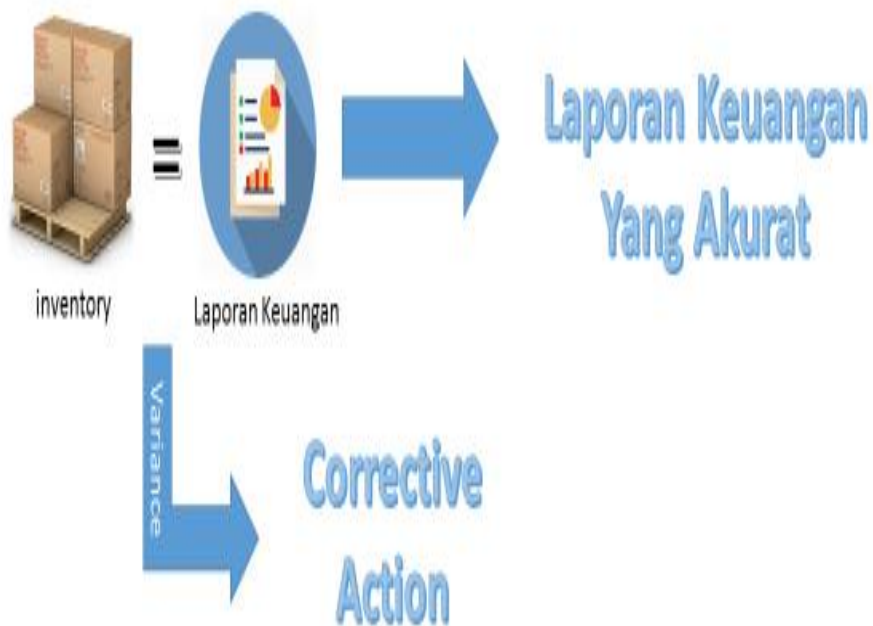 Laporan Keuangan
Yang Akurat
inventory
Laporan Keuangan
Variance
Corrective
Action